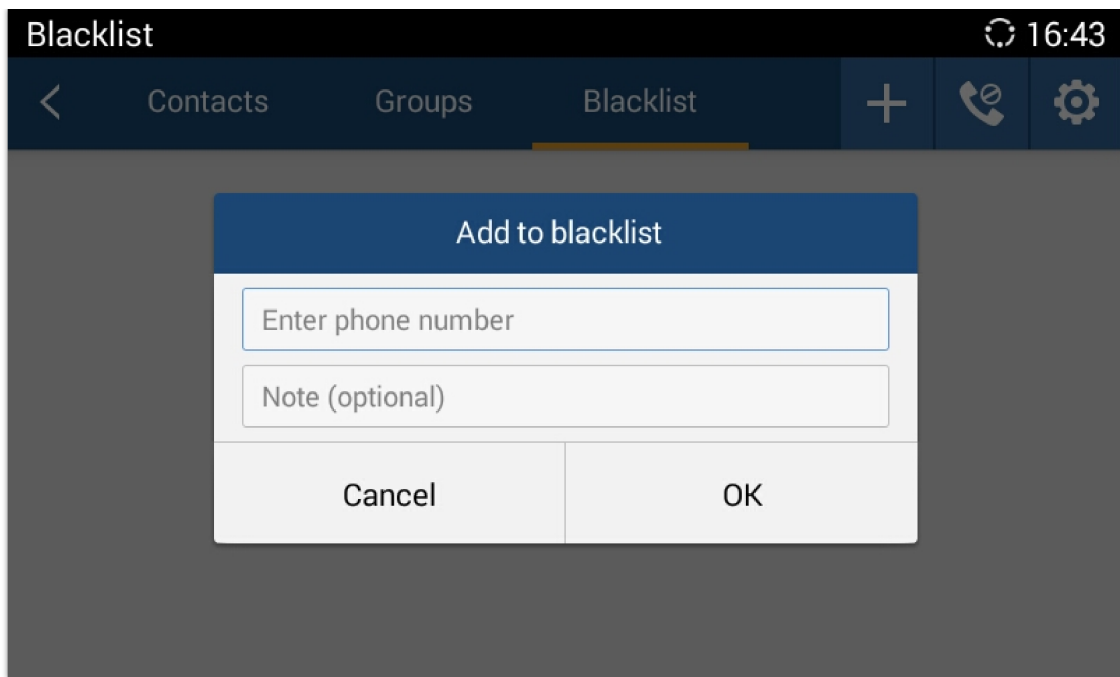 Blacklist 16:43
Contacts Groups Blacklist
Add to blacklist
Enter phone number
Note (optional)
Cancel OK